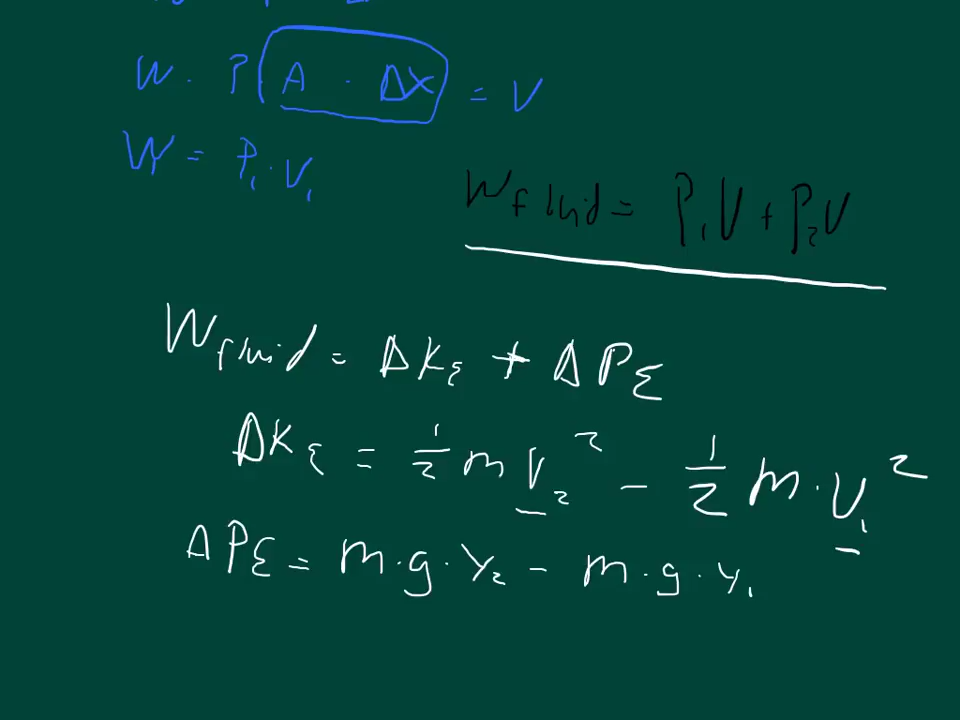 W · P(A · ΔX) = V
W = P₁ · V₁
Wfluid = P₁V + P₂V
Wfluid = ΔKE + ΔPE
ΔKE = 1/2 m V₂² - 1/2 m · V₁²
ΔPE = m · g · y₂ - m · g · y₁